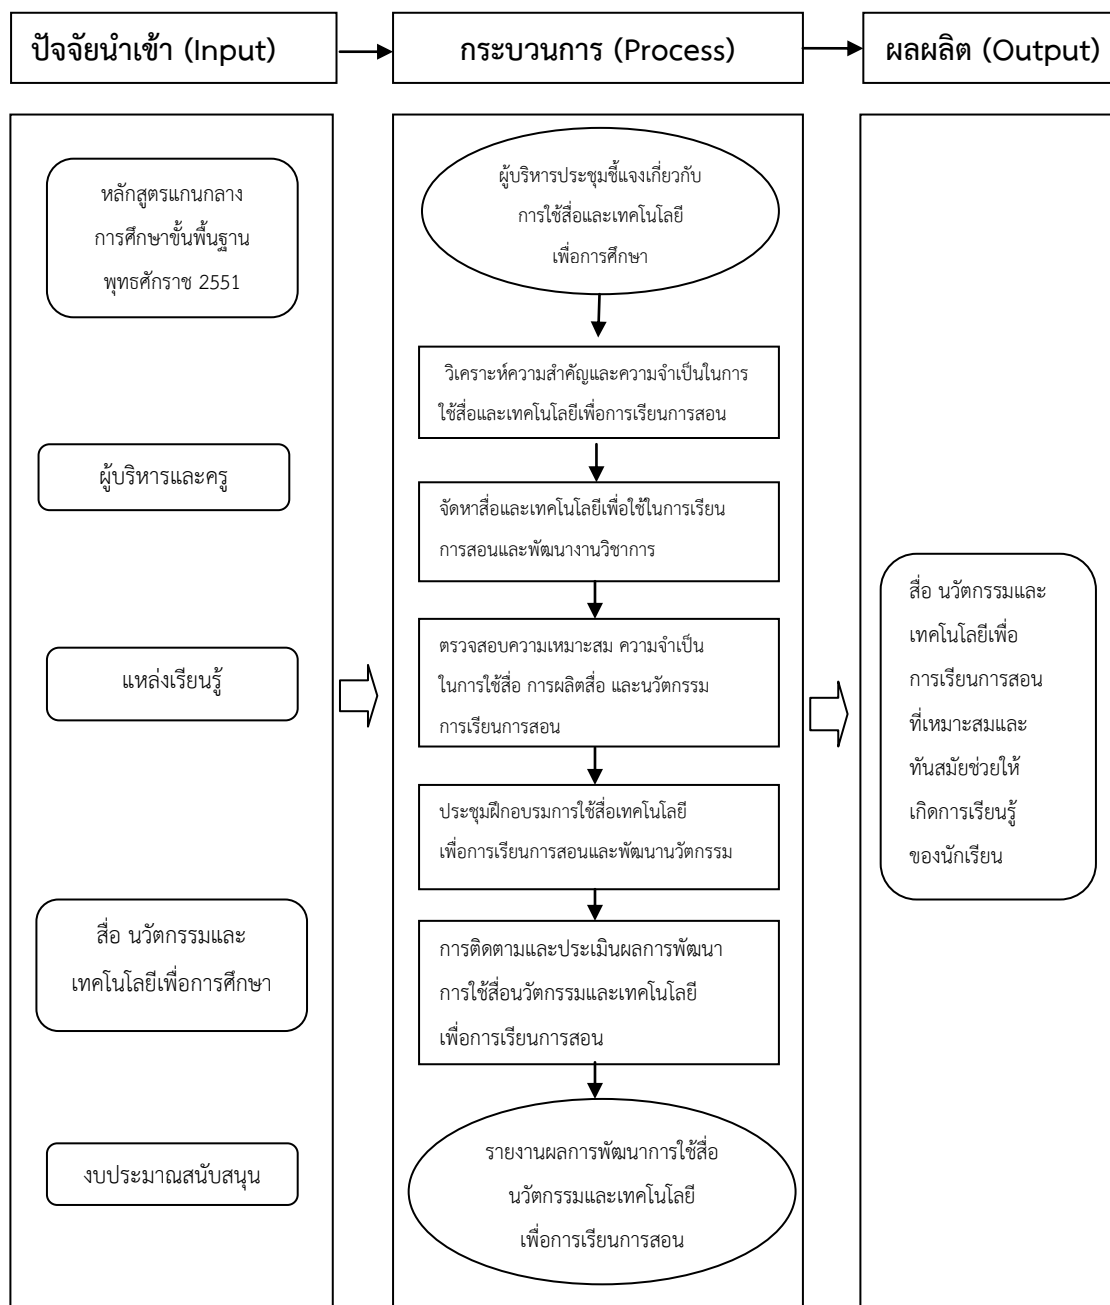 ปัจจัยนำเข้า (Input)
กระบวนการ (Process)
ผลผลิต (Output)
หลักสูตรแกนกลาง
การศึกษาขั้นพื้นฐาน
พุทธศักราช 2551
ผู้บริหารและครู
แหล่งเรียนรู้
สื่อ นวัตกรรมและ
เทคโนโลยีเพื่อการศึกษา
งบประมาณสนับสนุน
ผู้บริหารประชุมชี้แจงเกี่ยวกับ
การใช้สื่อและเทคโนโลยี
เพื่อการศึกษา
วิเคราะห์ความสำคัญและความจำเป็นในการ
ใช้สื่อและเทคโนโลยีเพื่อการเรียนการสอน
จัดหาสื่อและเทคโนโลยีเพื่อใช้ในการเรียน
การสอนและพัฒนางานวิชาการ
ตรวจสอบความเหมาะสม ความจำเป็น
ในการใช้สื่อ การผลิตสื่อ และนวัตกรรม
การเรียนการสอน
ประชุมฝึกอบรมการใช้สื่อเทคโนโลยี
เพื่อการเรียนการสอนและพัฒนานวัตกรรม
การติดตามและประเมินผลการพัฒนา
การใช้สื่อนวัตกรรมและเทคโนโลยี
เพื่อการเรียนการสอน
รายงานผลการพัฒนาการใช้สื่อ
นวัตกรรมและเทคโนโลยี
เพื่อการเรียนการสอน
สื่อ นวัตกรรมและ
เทคโนโลยีเพื่อ
การเรียนการสอน
ที่เหมาะสมและ
ทันสมัยช่วยให้
เกิดการเรียนรู้
ของนักเรียน